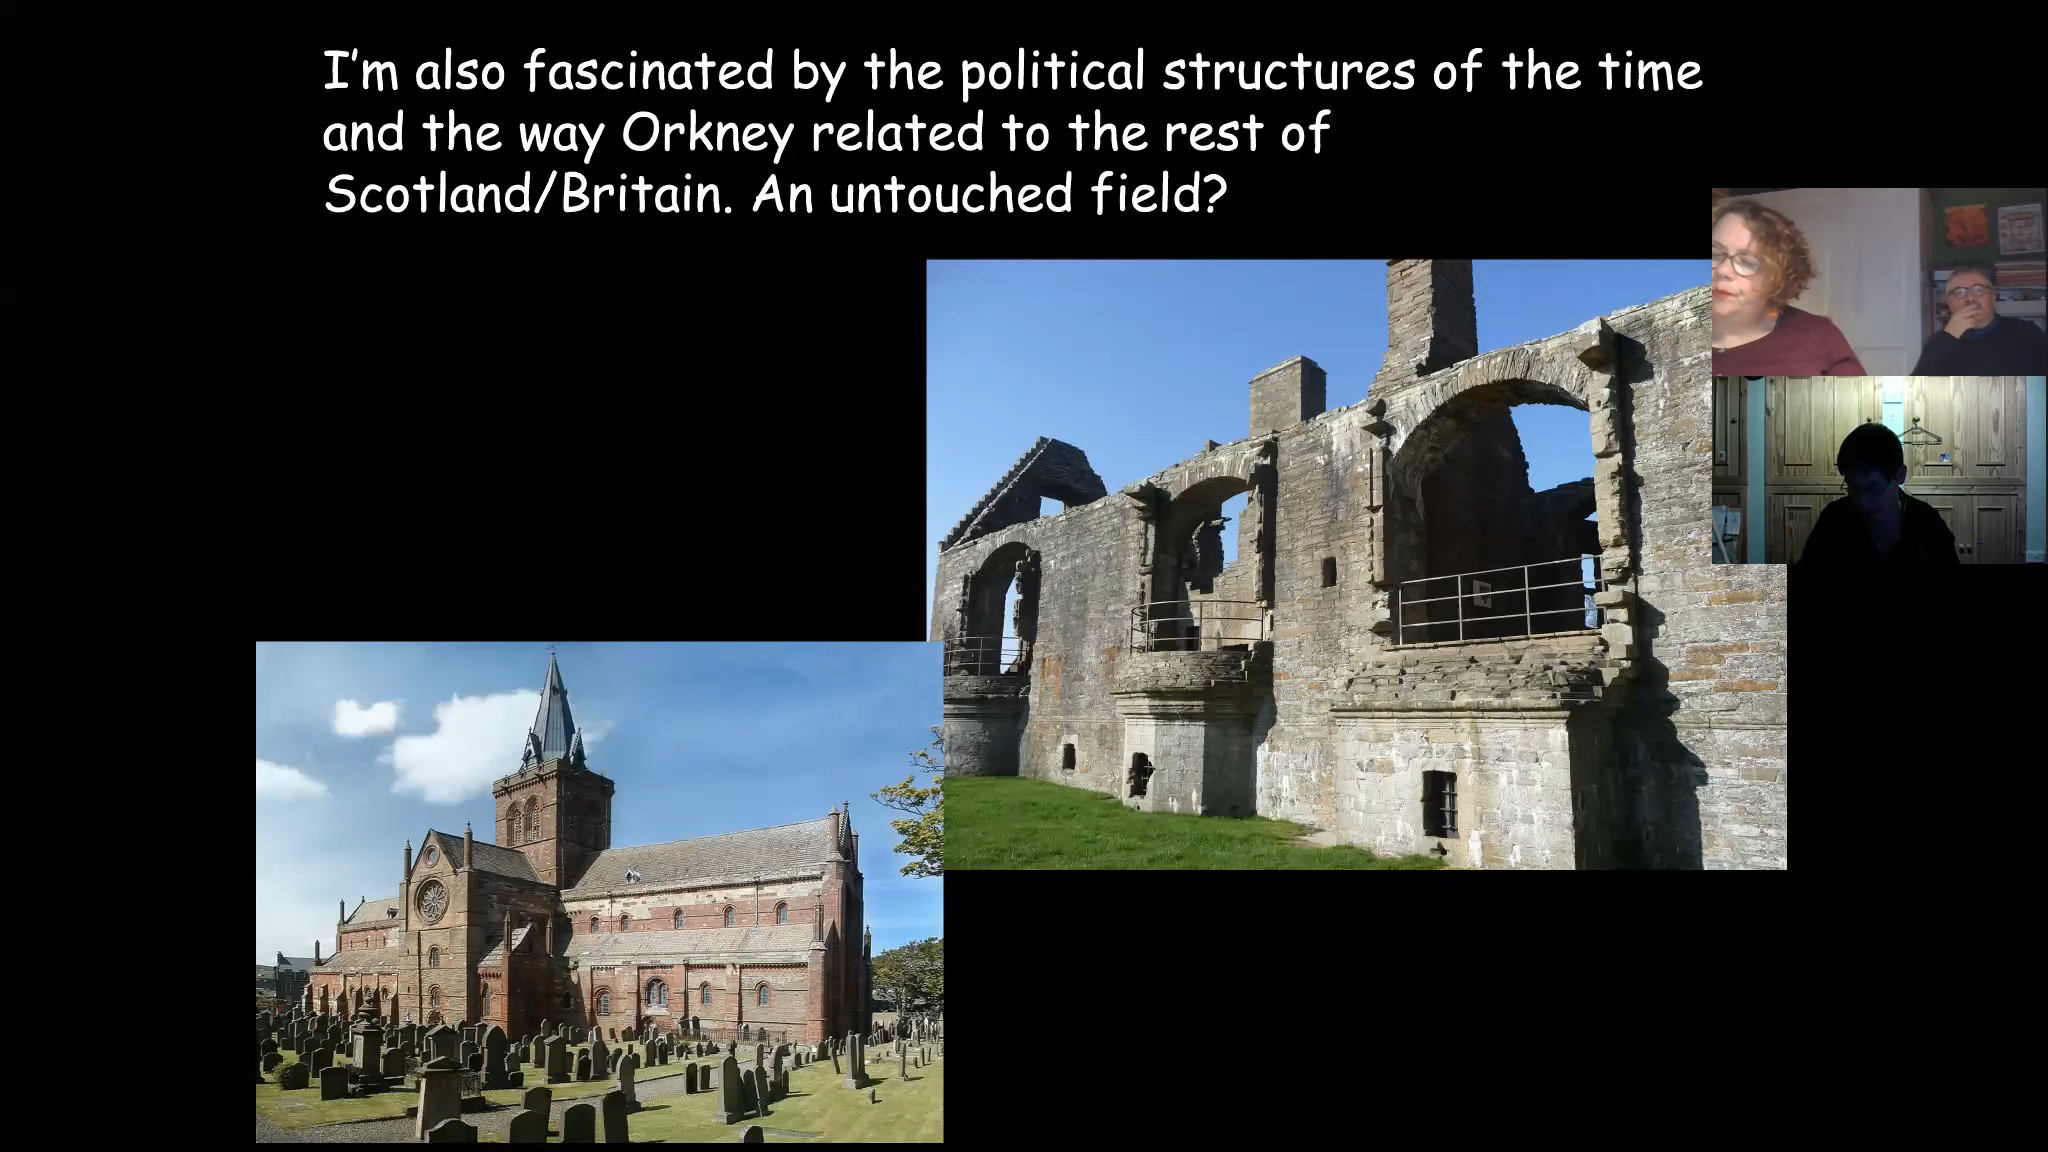 I'm also fascinated by the political structures of the time
and the way Orkney related to the rest of
Scotland/Britain. An untouched field?